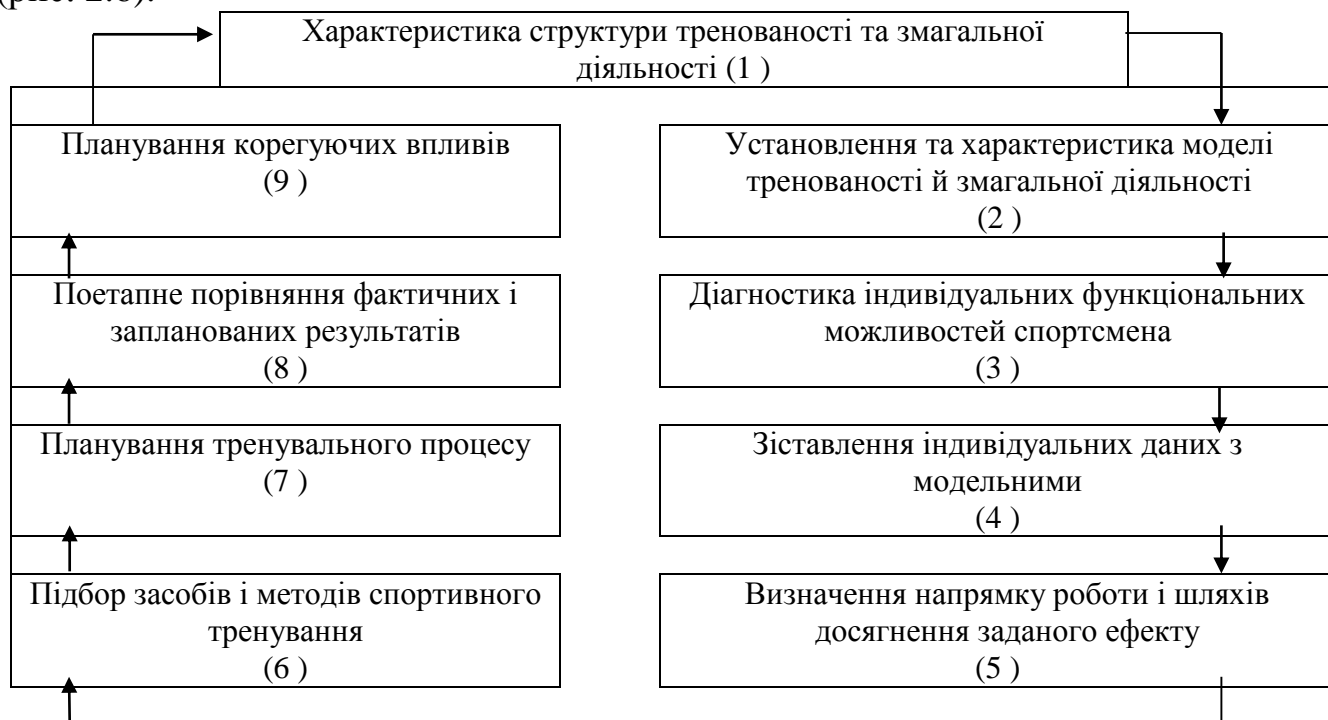 (рис. 2.8).
Характеристика структури тренованості та змагальної
діяльності (1 )
Планування корегуючих впливів
(9 )
Установлення та характеристика моделі
тренованості й змагальної діяльності
(2 )
Поетапне порівняння фактичних і
запланованих результатів
(8 )
Діагностика індивідуальних функціональних
можливостей спортсмена
(3 )
Планування тренувального процесу
(7 )
Зіставлення індивідуальних даних з
модельними
(4 )
Підбор засобів і методів спортивного
тренування
(6 )
Визначення напрямку роботи і шляхів
досягнення заданого ефекту
(5 )